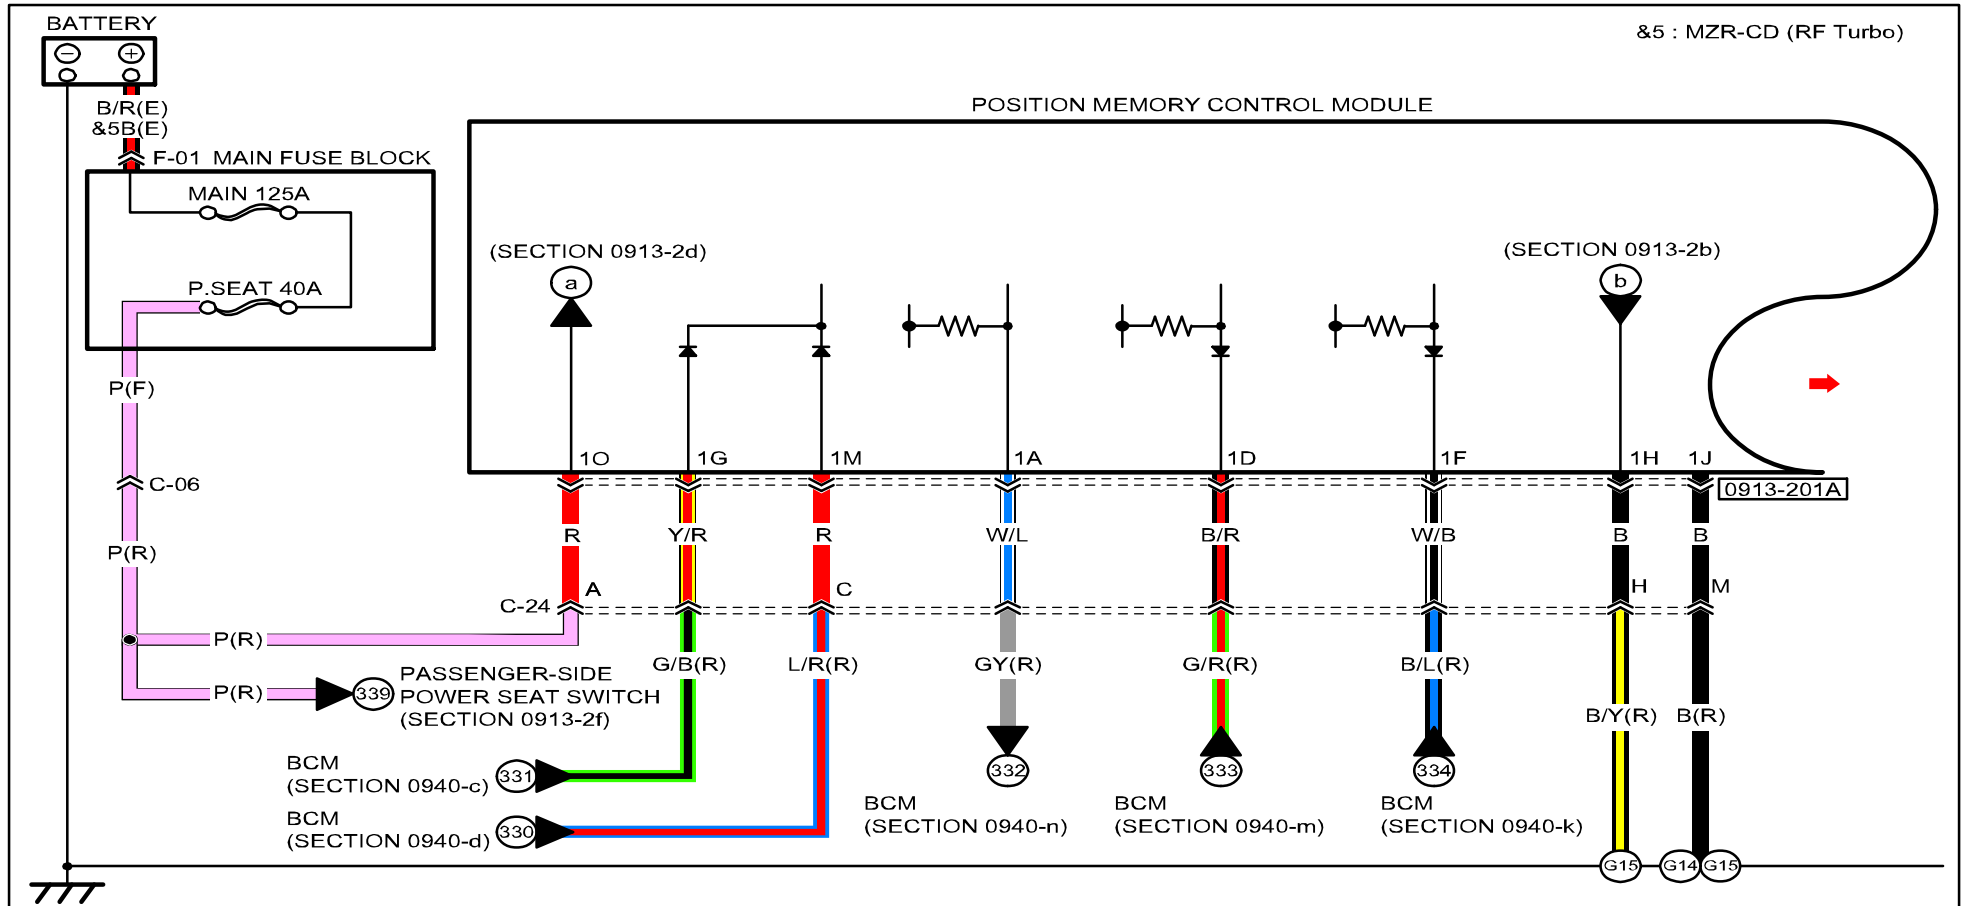 BATTERY
&5 : MZR-CD (RF Turbo)
− +
B/R(E)
&5B(E)
POSITION MEMORY CONTROL MODULE
F-01 MAIN FUSE BLOCK
MAIN 125A
P.SEAT 40A
(SECTION 0913-2d)
a
(SECTION 0913-2b)
b
P(F)
1O 1G 1M 1A 1D 1F 1H 1J
C-06
0913-201A
R Y/R R W/L B/R W/B B B
P(R)
A C H M
C-24
P(R)
G/B(R) L/R(R) GY(R) G/R(R) B/L(R)
P(R)
339
PASSENGER-SIDE
POWER SEAT SWITCH
(SECTION 0913-2f)
B/Y(R) B(R)
BCM
(SECTION 0940-c)
331
BCM
(SECTION 0940-d)
330
332
BCM
(SECTION 0940-n)
333
BCM
(SECTION 0940-m)
334
BCM
(SECTION 0940-k)
G15 G14 G15